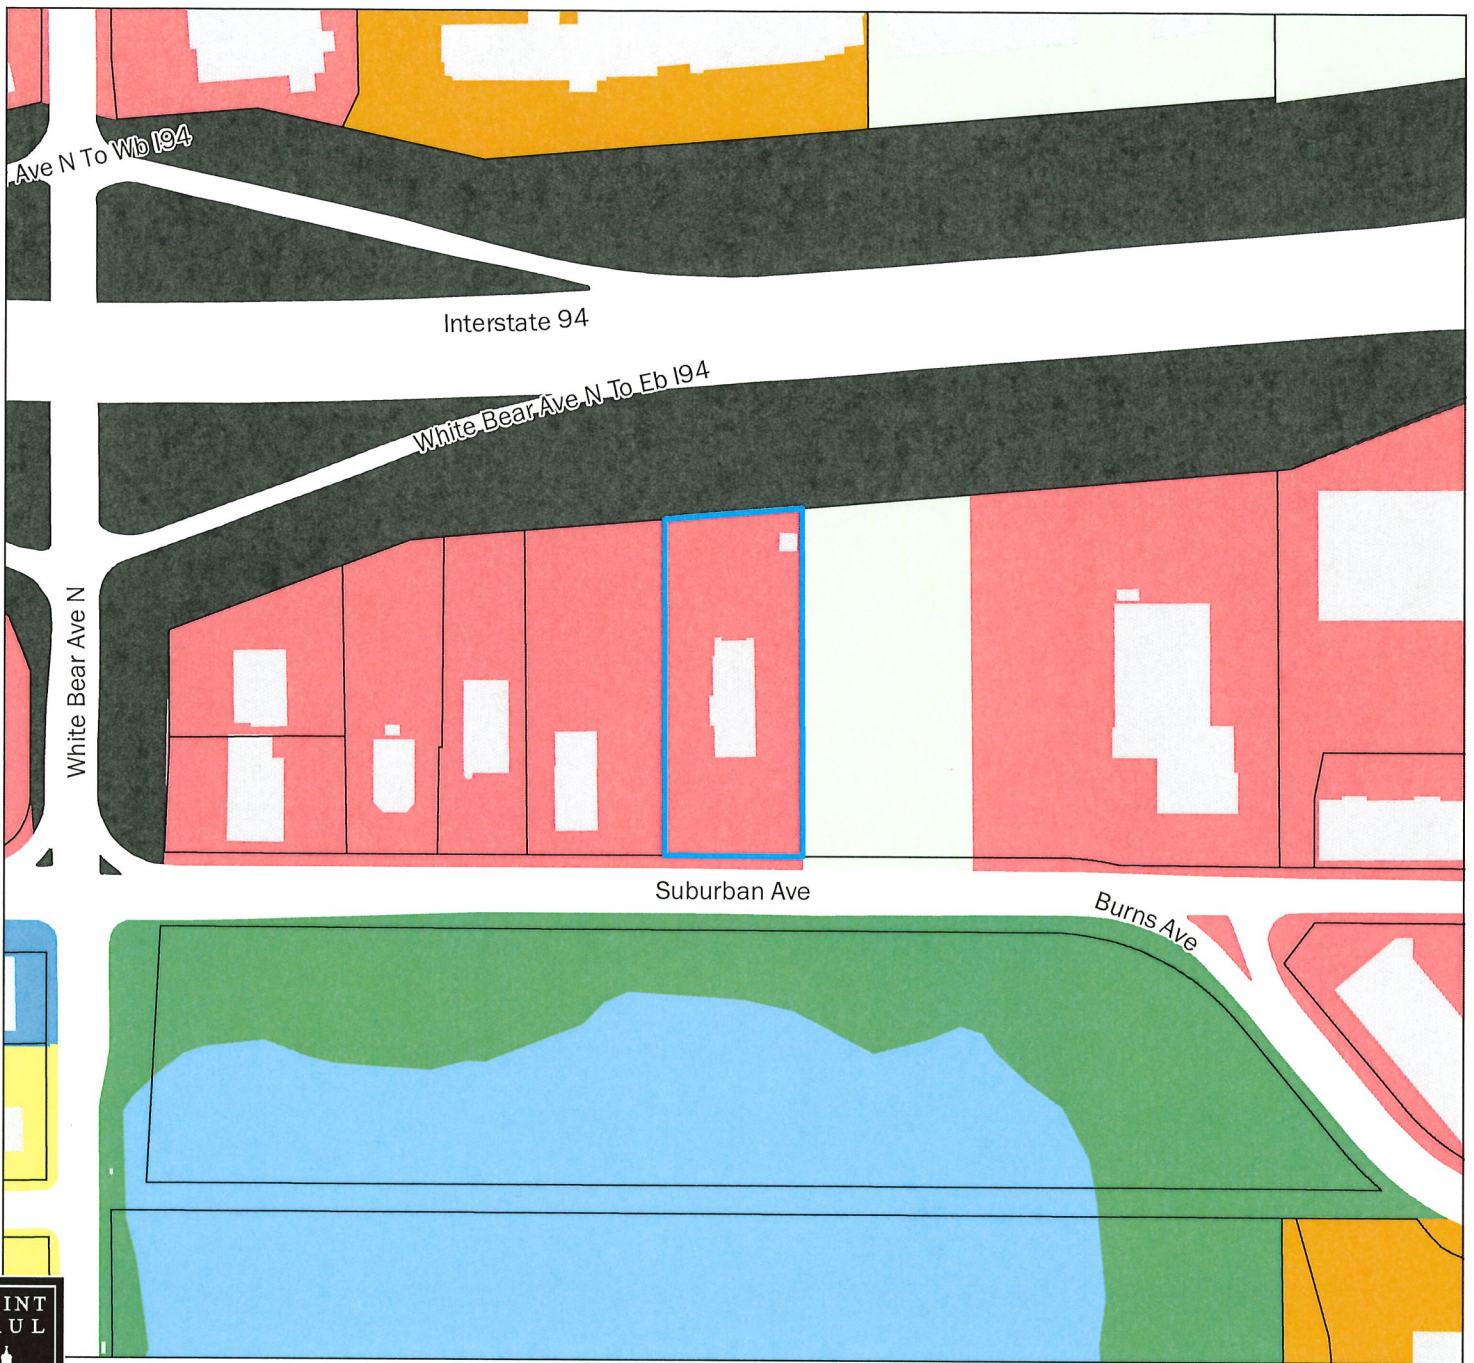 Ave N To Wb I94
Interstate 94
White Bear Ave N To Eb I94
White Bear Ave N
Suburban Ave
Burns Ave
INT
UL